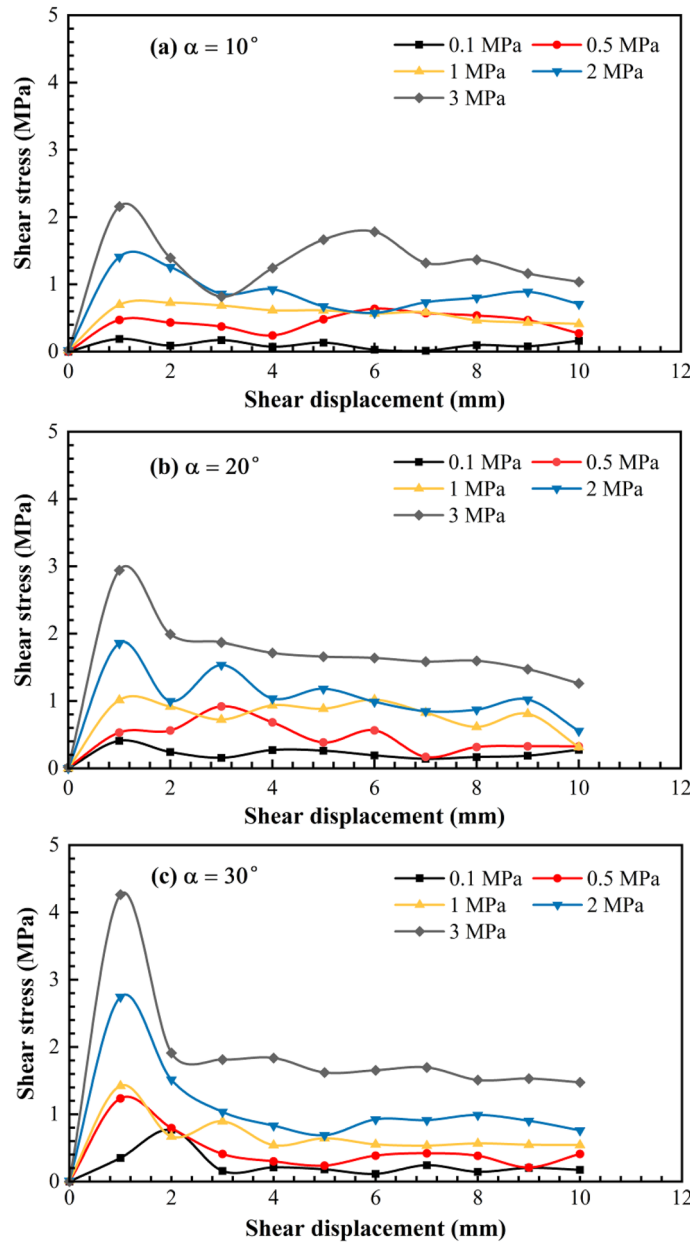 (a) α = 10°
0.1 MPa 0.5 MPa
1 MPa 2 MPa
3 MPa
Shear stress (MPa)
5
4
3
2
1
0
0 2 4 6 8 10 12
Shear displacement (mm)
(b) α = 20°
0.1 MPa 0.5 MPa
1 MPa 2 MPa
3 MPa
Shear stress (MPa)
5
4
3
2
1
0
0 2 4 6 8 10 12
Shear displacement (mm)
(c) α = 30°
0.1 MPa 0.5 MPa
1 MPa 2 MPa
3 MPa
Shear stress (MPa)
5
4
3
2
1
0
0 2 4 6 8 10 12
Shear displacement (mm)